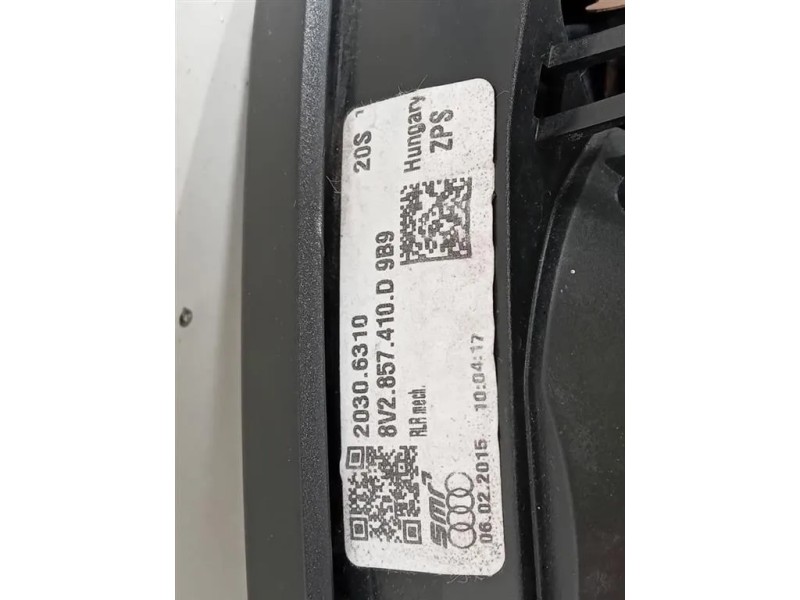 2030.6310 20S
8V2.857.410.D 9B9
RLA mech. Hungary
ZPS
smr
06.02.2015 10:04:17